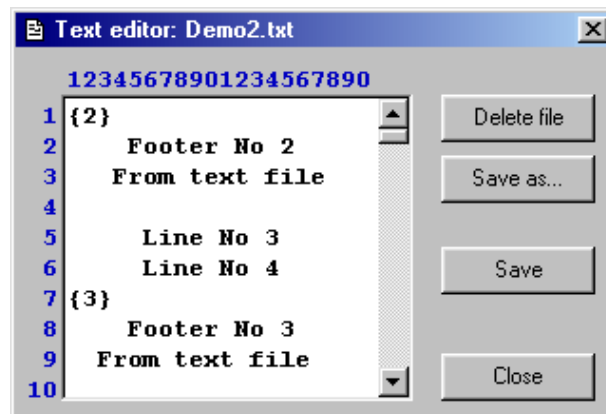 Text editor: Demo2.txt
12345678901234567890
1 {2}
2 Footer No 2
3 From text file
4
5 Line No 3
6 Line No 4
7 {3}
8 Footer No 3
9 From text file
10
Delete file
Save as...
Save
Close